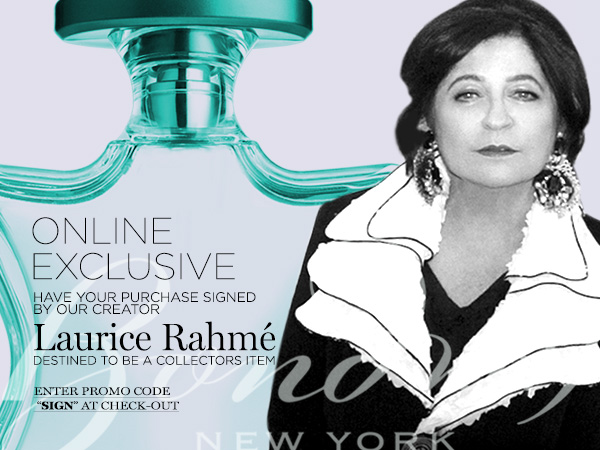 ONLINE
EXCLUSIVE
HAVE YOUR PURCHASE SIGNED
BY OUR CREATOR
Laurice Rahmé
DESTINED TO BE A COLLECTORS ITEM
ENTER PROMO CODE
“SIGN” AT CHECK-OUT
NEW YORK